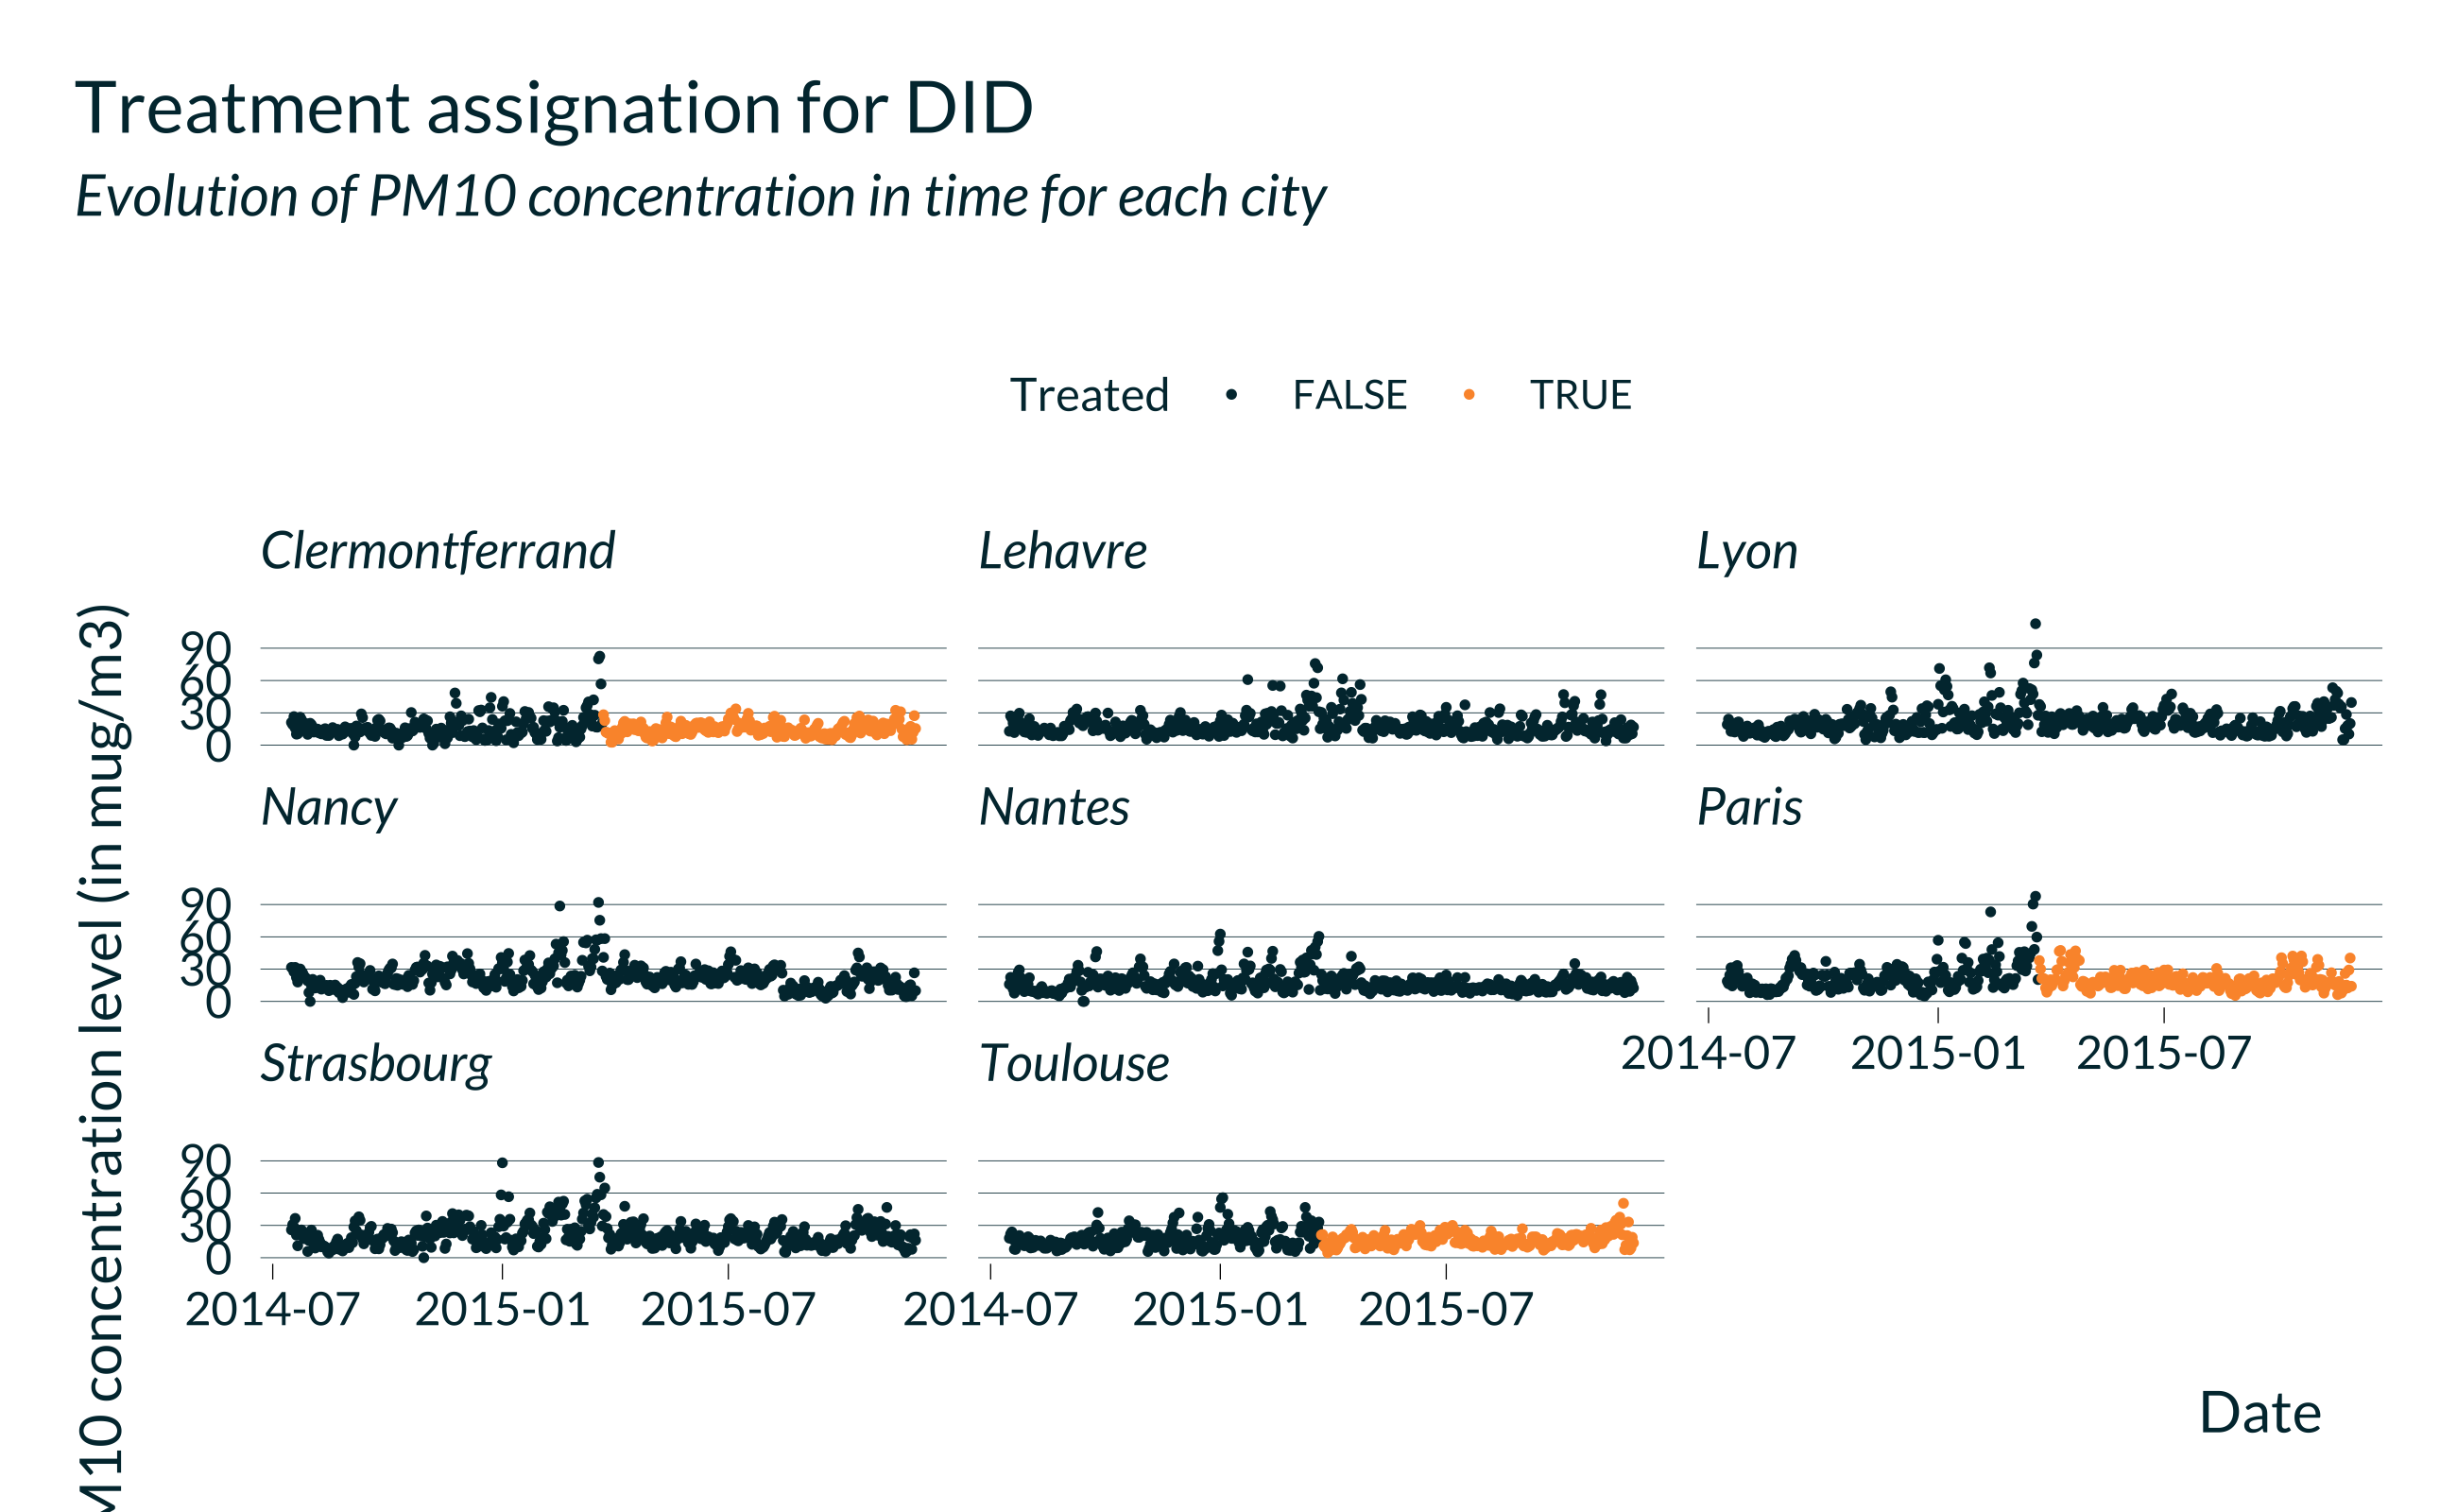 Treatment assignation for DID
Evolution of PM10 concentration in time for each city
Treated FALSE TRUE
Clermontferrand Lehavre Lyon
90
60
30
0
Nancy Nantes Paris
90
60
30
0
2014-07 2015-01 2015-07
Strasbourg Toulouse
90
60
30
0
2014-07 2015-01 2015-07 2014-07 2015-01 2015-07
Date
M10 concentration level (in mug/m3)